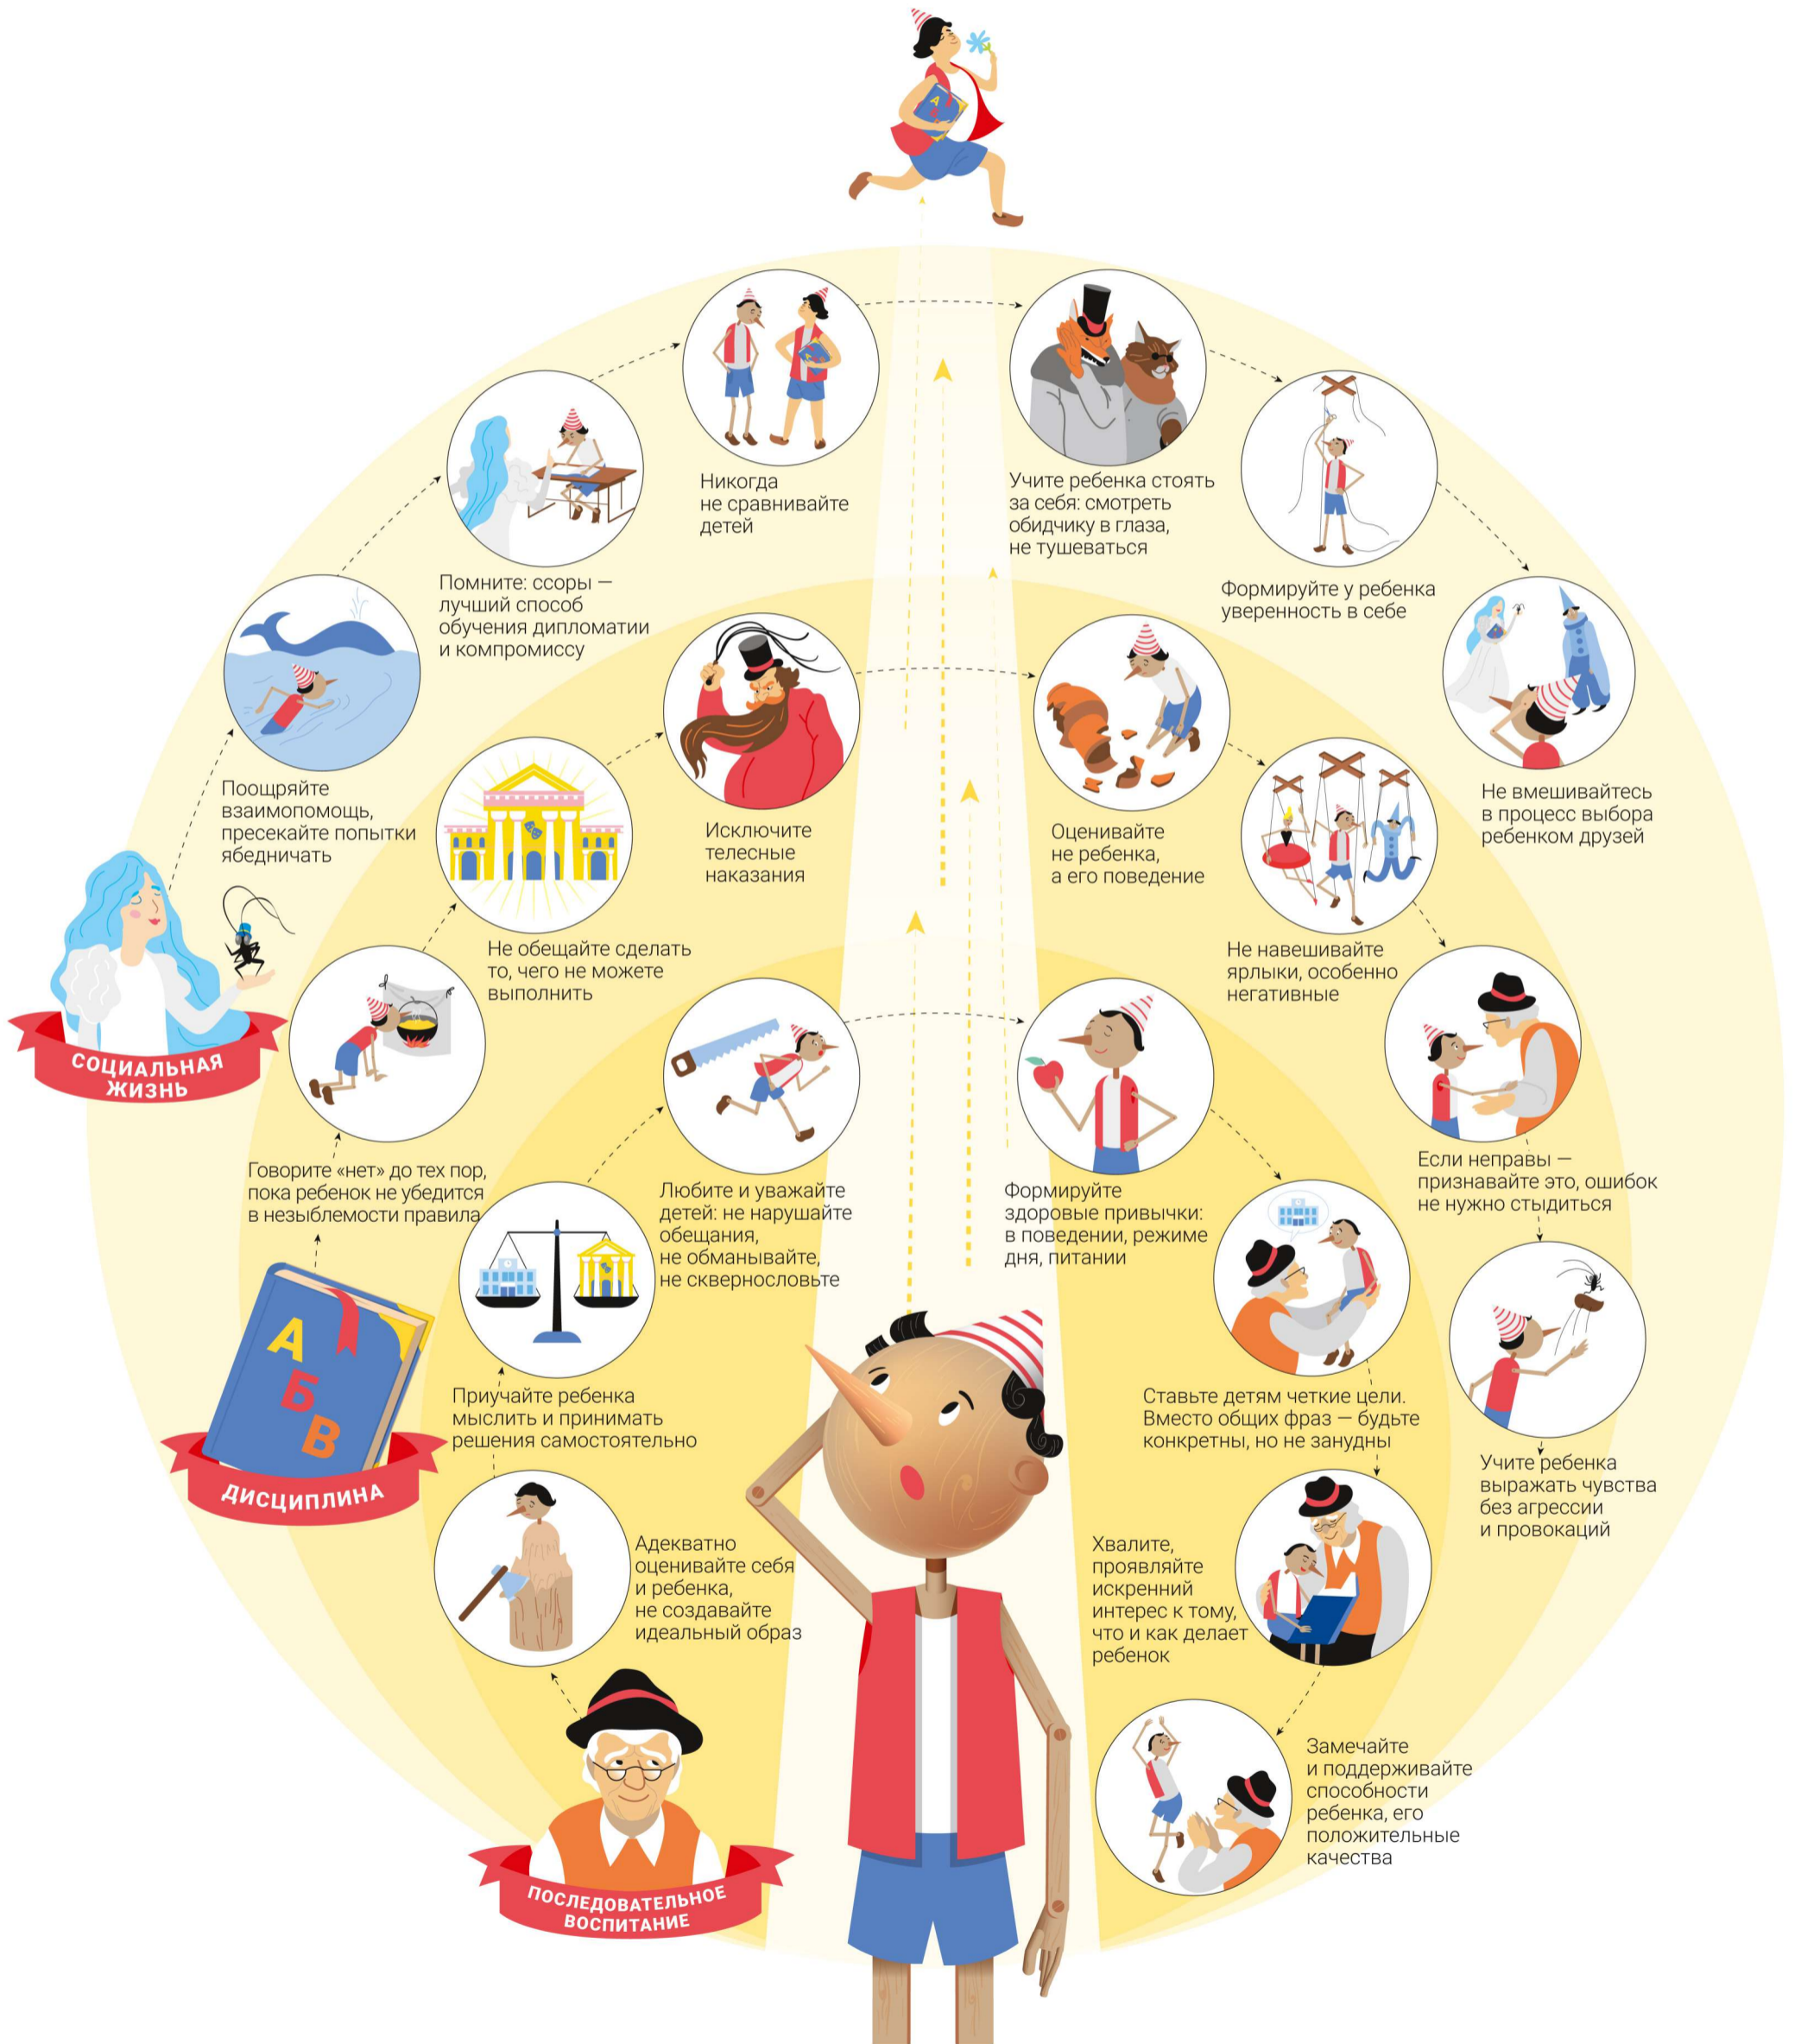 СОЦИАЛЬНАЯ
ЖИЗНЬ
Поощряйте
взаимопомощь,
пресекайте попытки
ябедничать
Помните: ссоры —
лучший способ
обучения дипломатии
и компромиссу
Никогда
не сравнивайте
детей
Учите ребенка стоять
за себя: смотреть
обидчику в глаза,
не тушеваться
Формируйте у ребенка
уверенность в себе
Не вмешивайтесь
в процесс выбора
ребенком друзей
А
Б
В
ДИСЦИПЛИНА
Говорите «нет» до тех пор,
пока ребенок не убедится
в незыблемости правила
Не обещайте сделать
то, чего не можете
выполнить
Исключите
телесные
наказания
Оценивайте
не ребенка,
а его поведение
Не навешивайте
ярлыки, особенно
негативные
Если неправы —
признавайте это, ошибок
не нужно стыдиться
Учите ребенка
выражать чувства
без агрессии
и провокаций
ПОСЛЕДОВАТЕЛЬНОЕ
ВОСПИТАНИЕ
Адекватно
оценивайте себя
и ребенка,
не создавайте
идеальный образ
Приучайте ребенка
мыслить и принимать
решения самостоятельно
Любите и уважайте
детей: не нарушайте
обещания,
не обманывайте,
не сквернословьте
Формируйте
здоровые привычки:
в поведении, режиме
дня, питании
Ставьте детям четкие цели.
Вместо общих фраз — будьте
конкретны, но не занудны
Хвалите,
проявляйте
искренний
интерес к тому,
что и как делает
ребенок
Замечайте
и поддерживайте
способности
ребенка, его
положительные
качества